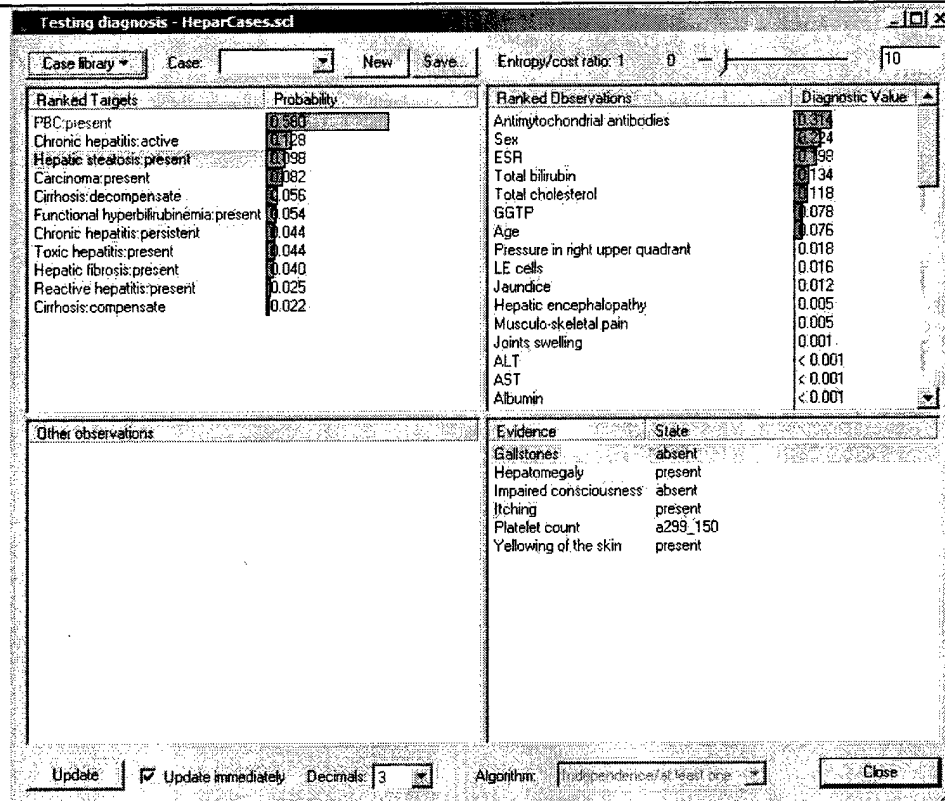 Testing diagnosis - HeparCases.scl
Case library Case: New Save... Entropy/cost ratio: 1 0 10
Ranked Targets Probability
PBC:present 0.580
Chronic hepatitis:active 0.128
Hepatic steatosis:present 0.098
Carcinoma:present 0.082
Cirrhosis:decompensate 0.056
Functional hyperbilirubinemia:present 0.054
Chronic hepatitis:persistent 0.044
Toxic hepatitis:present 0.044
Hepatic fibrosis:present 0.040
Reactive hepatitis:present 0.025
Cirrhosis:compensate 0.022
Ranked Observations Diagnostic Value
Antimytochondrial antibodies 0.314
Sex 0.224
ESR 0.198
Total bilirubin 0.134
Total cholesterol 0.118
GGTP 0.078
Age 0.076
Pressure in right upper quadrant 0.018
LE cells 0.016
Jaundice 0.012
Hepatic encephalopathy 0.005
Musculo-skeletal pain 0.005
Joints swelling 0.001
ALT < 0.001
AST < 0.001
Albumin < 0.001
Other observations
Evidence State
Gallstones absent
Hepatomegaly present
Impaired consciousness absent
Itching present
Platelet count a299_150
Yellowing of the skin present
Update Update immediately Decimals: 3 Algorithm: Independence/at least one Close